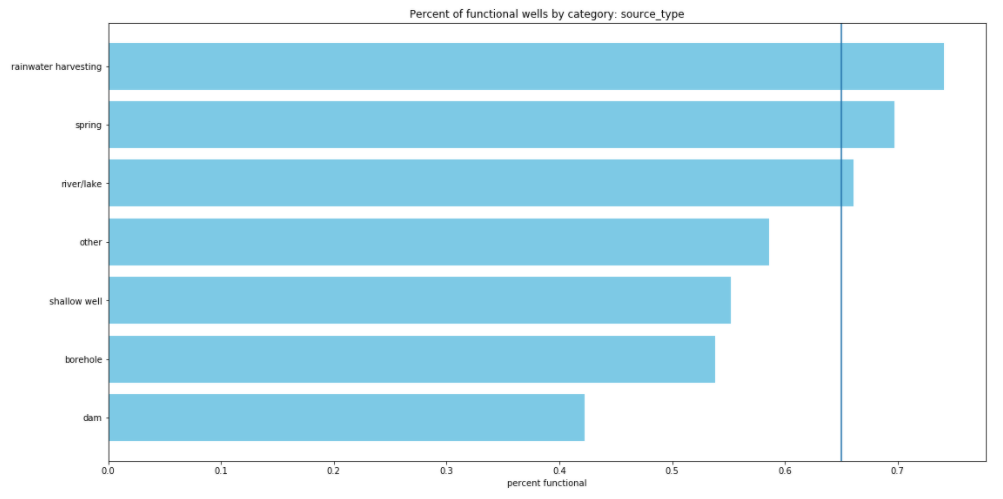 Percent of functional wells by category: source_type
rainwater harvesting
spring
river/lake
other
shallow well
borehole
dam
0.0 0.1 0.2 0.3 0.4 0.5 0.6 0.7
percent functional